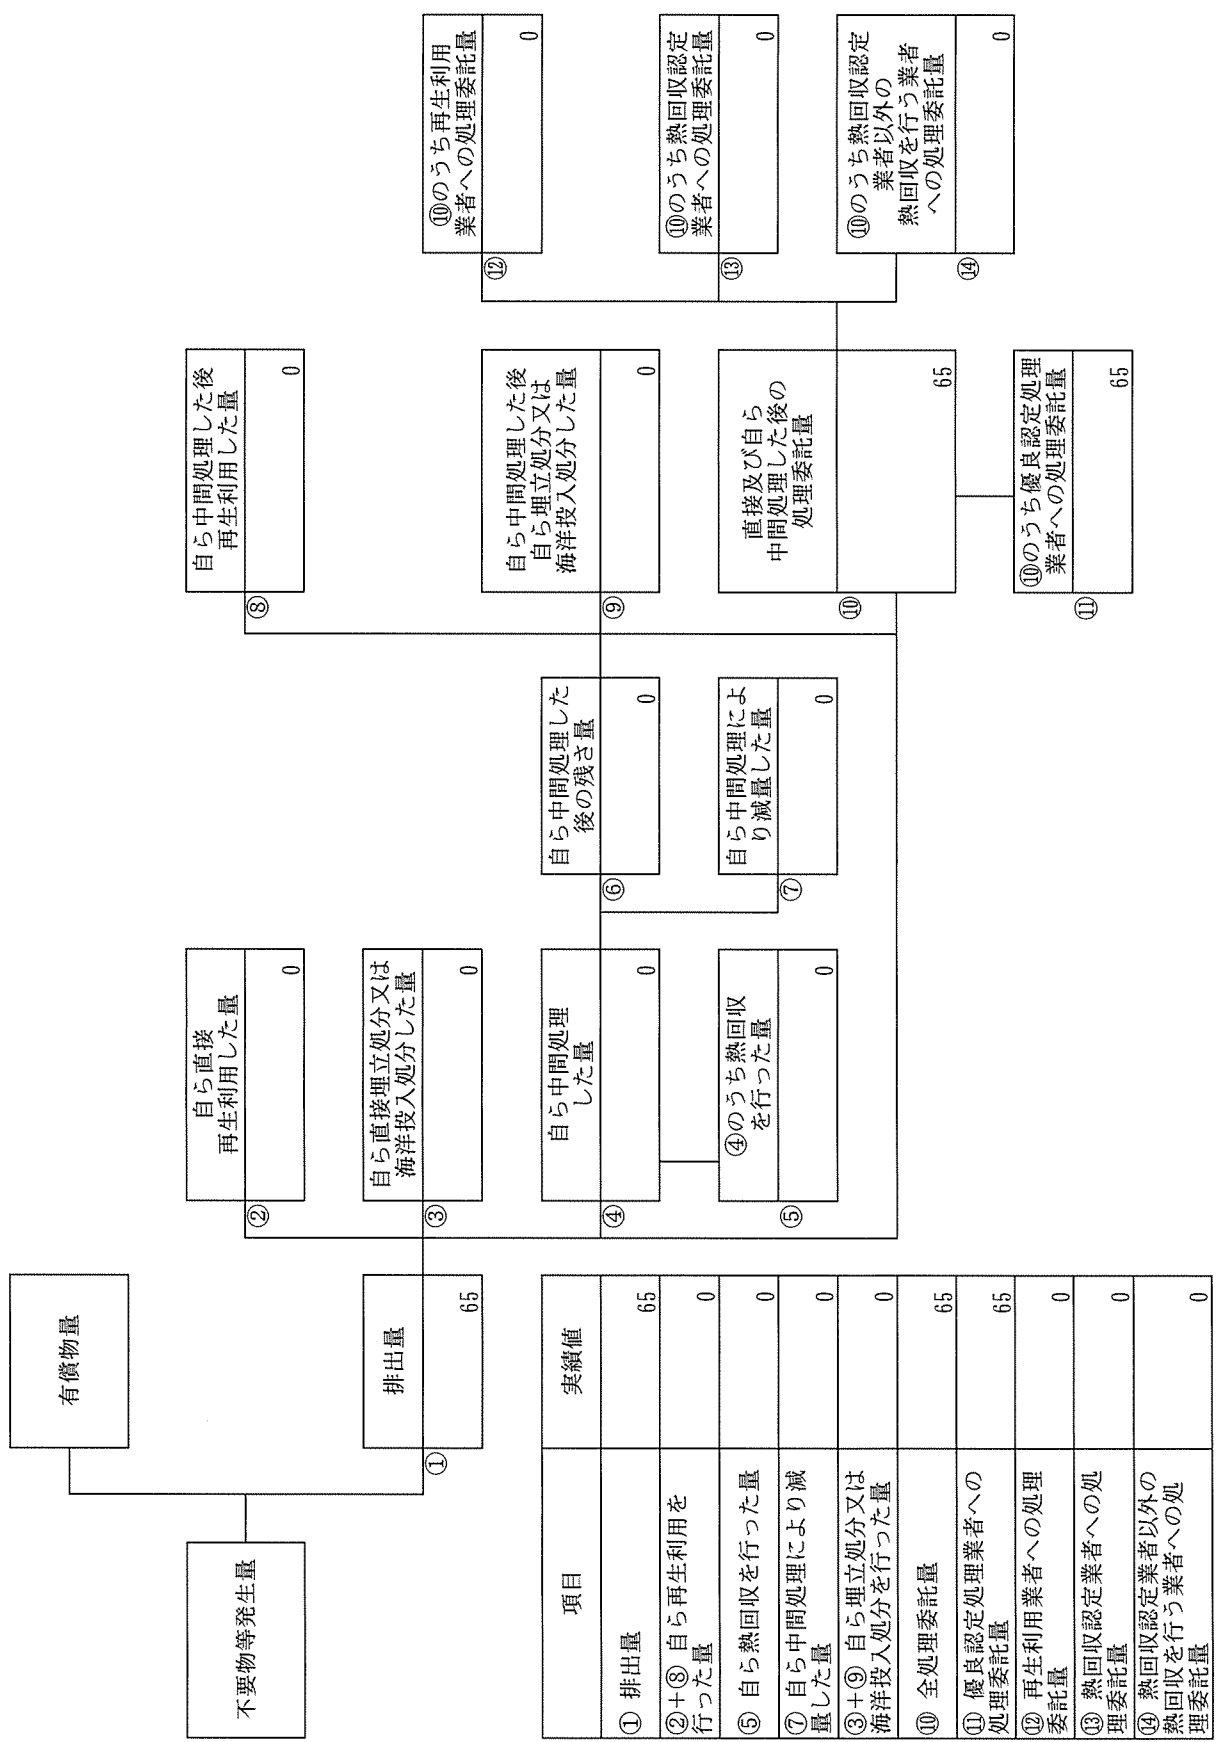 不要物等発生量
有償物量
排出量
①
65
自ら直接
再生利用した量
②
0
自ら直接埋立処分又は
海洋投入処分した量
③
0
自ら中間処理
した量
④
0
④のうち熱回収
を行った量
⑤
0
自ら中間処理した
後の残さ量
⑥
0
自ら中間処理によ
り減量した量
⑦
0
自ら中間処理した後
再生利用した量
⑧
0
自ら中間処理した後
自ら埋立処分又は
海洋投入処分した量
⑨
0
直接及び自ら
中間処理した後の
処理委託量
⑩
65
⑩のうち優良認定処理
業者への処理委託量
⑪
65
⑩のうち再生利用
業者への処理委託量
⑫
0
⑩のうち熱回収認定
業者への処理委託量
⑬
0
⑩のうち熱回収認定
業者以外の
熱回収を行う業者
への処理委託量
⑭
0
項目 実績値
① 排出量 65
②+⑧ 自ら再生利用を
行った量 0
⑤ 自ら熱回収を行った量 0
⑦ 自ら中間処理により減
量した量 0
③+⑨ 自ら埋立処分又は
海洋投入処分を行った量 0
⑩ 全処理委託量 65
⑪ 優良認定処理業者への
処理委託量 65
⑫ 再生利用業者への処理
委託量 0
⑬ 熱回収認定業者への処
理委託量 0
⑭ 熱回収認定業者以外の
熱回収を行う業者への処
理委託量 0